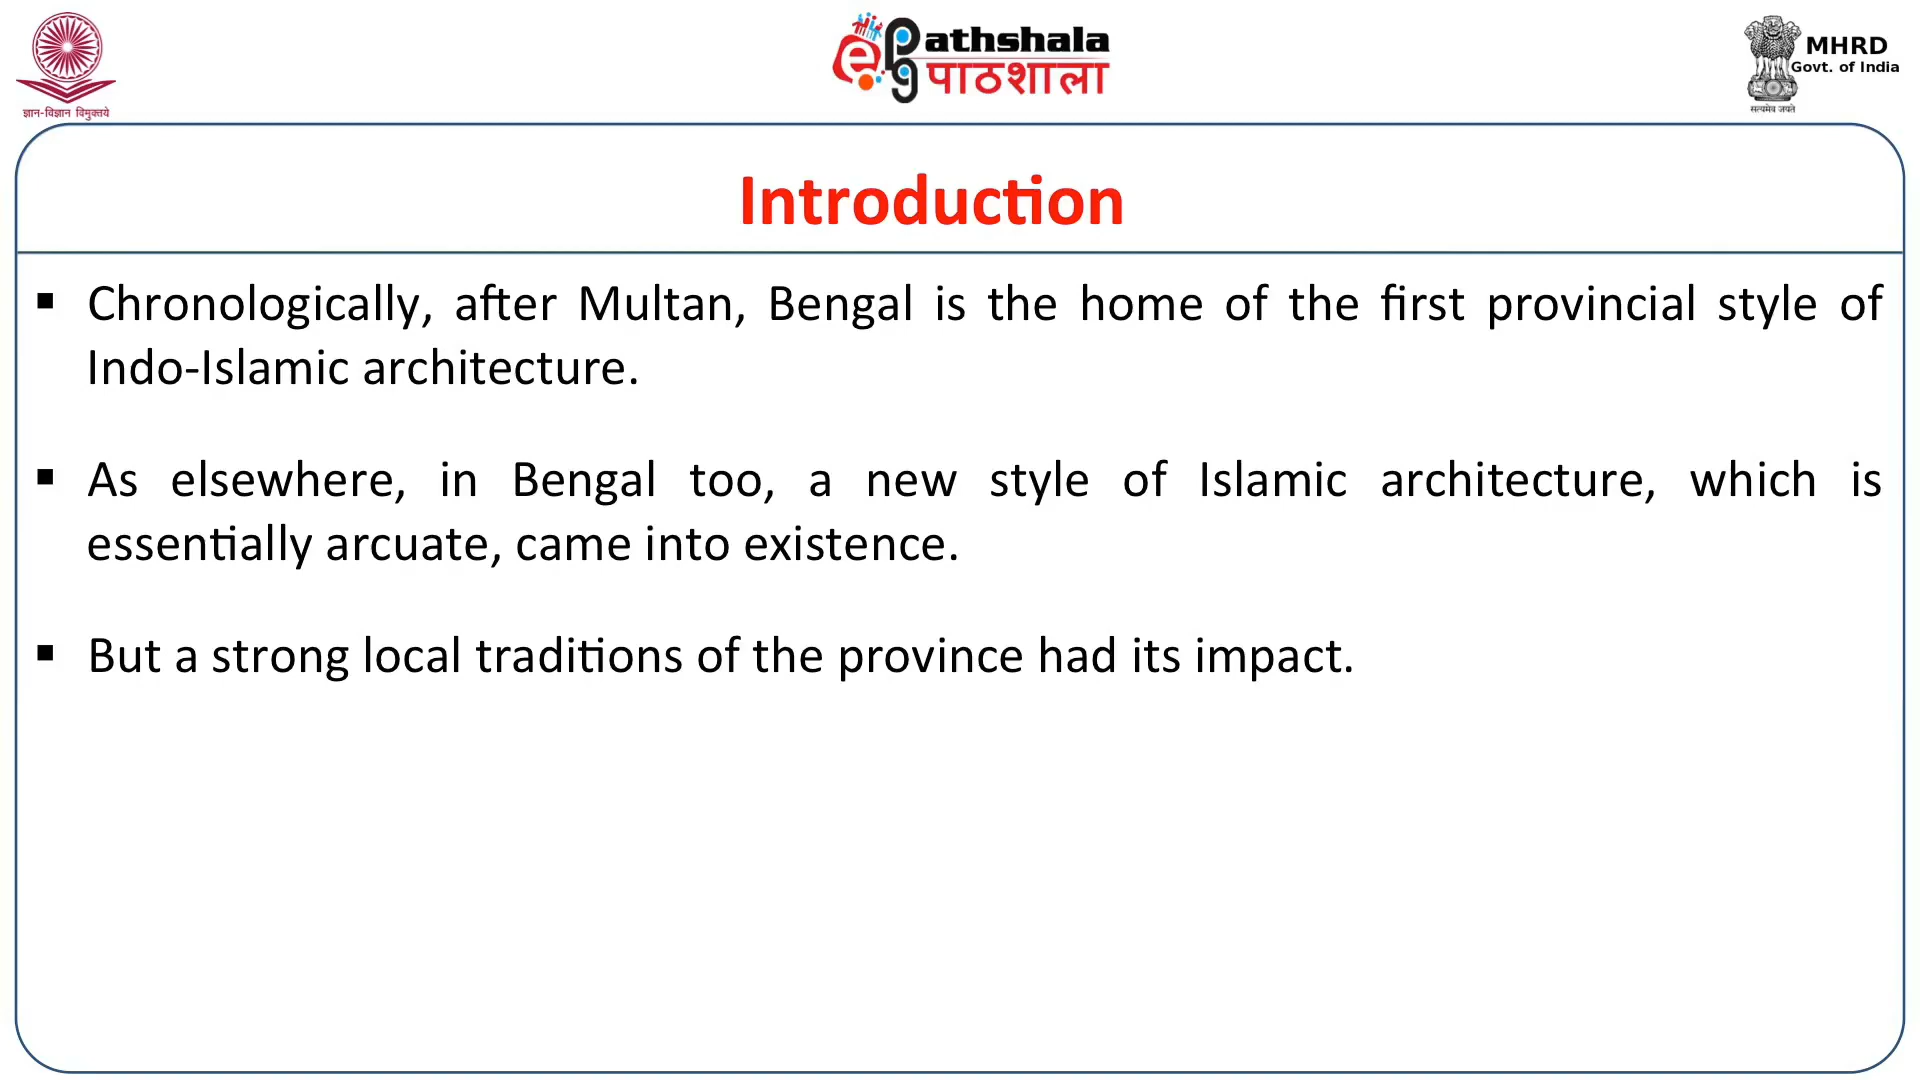 ज्ञान-विज्ञान विमुक्तये
ePathshala
पाठशाला
pg
MHRD
Govt. of India
सत्यमेव जयते
Introduction
▪ Chronologically, after Multan, Bengal is the home of the first provincial style of
Indo-Islamic architecture.
▪ As elsewhere, in Bengal too, a new style of Islamic architecture, which is
essentially arcuate, came into existence.
▪ But a strong local traditions of the province had its impact.